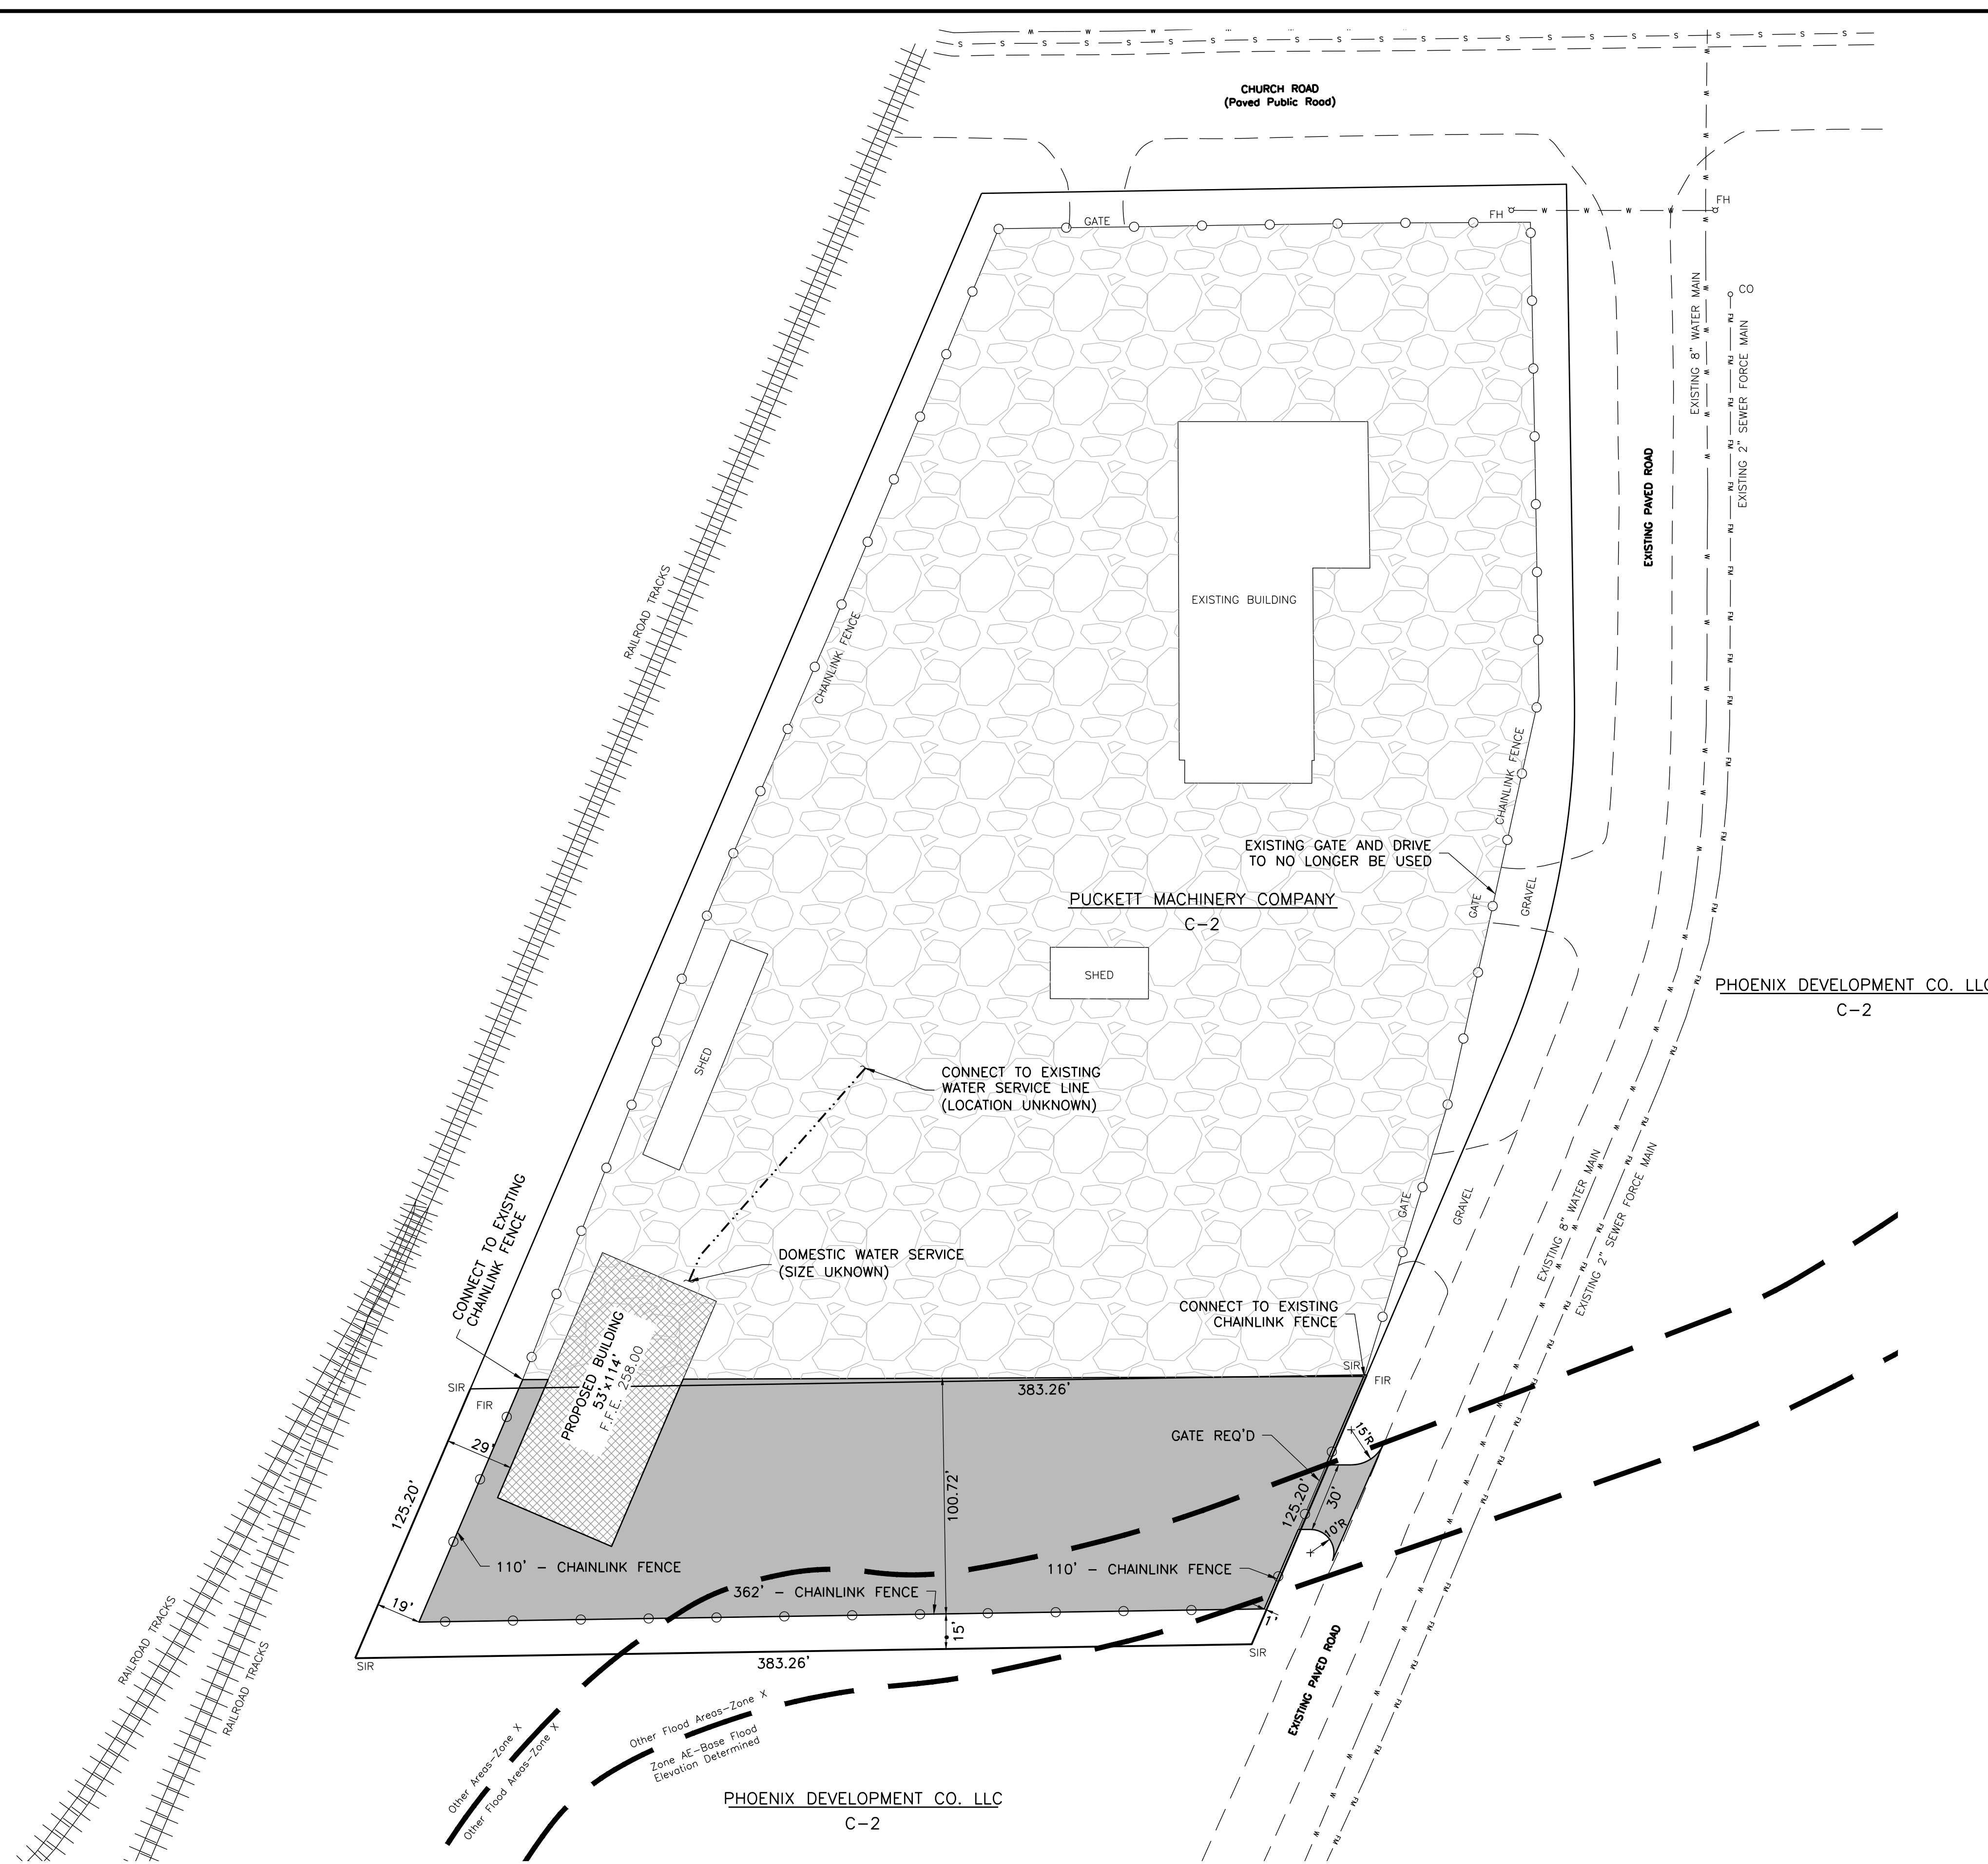 CHURCH ROAD
(Paved Public Road)
GATE
FH
FH
CO
EXISTING 8" WATER MAIN
EXISTING 2" SEWER FORCE MAIN
EXISTING PAVED ROAD
RAILROAD TRACKS
CHAINLINK FENCE
EXISTING BUILDING
CHAINLINK FENCE
EXISTING GATE AND DRIVE
TO NO LONGER BE USED
GATE
GRAVEL
PUCKETT MACHINERY COMPANY
C-2
SHED
PHOENIX DEVELOPMENT CO. LLC
C-2
SHED
CONNECT TO EXISTING
WATER SERVICE LINE
(LOCATION UNKNOWN)
EXISTING 8" WATER MAIN
EXISTING 2" SEWER FORCE MAIN
GATE
GRAVEL
CONNECT TO EXISTING
CHAINLINK FENCE
DOMESTIC WATER SERVICE
(SIZE UKNOWN)
CONNECT TO EXISTING
CHAINLINK FENCE
PROPOSED BUILDING
53'x114'
F.F.E. 258.00
SIR
FIR
SIR
FIR
383.26'
29'
GATE REQ'D
15'R
125.20'
100.72'
125.20'
30'
10'R
110' - CHAINLINK FENCE
110' - CHAINLINK FENCE
362' - CHAINLINK FENCE
19'
15'
1'
SIR
383.26'
SIR
RAILROAD TRACKS
RAILROAD TRACKS
EXISTING PAVED ROAD
Other Areas-Zone X
Other Flood Areas-Zone X
Other Flood Areas-Zone X
Zone AE-Base Flood
Elevation Determined
PHOENIX DEVELOPMENT CO. LLC
C-2